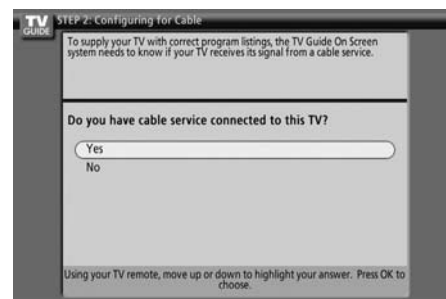 TV
GUIDE
STEP 2: Configuring for Cable
To supply your TV with correct program listings, the TV Guide On Screen
system needs to know if your TV receives its signal from a cable service.
Do you have cable service connected to this TV?
Yes
No
Using your TV remote, move up or down to highlight your answer. Press OK to
choose.